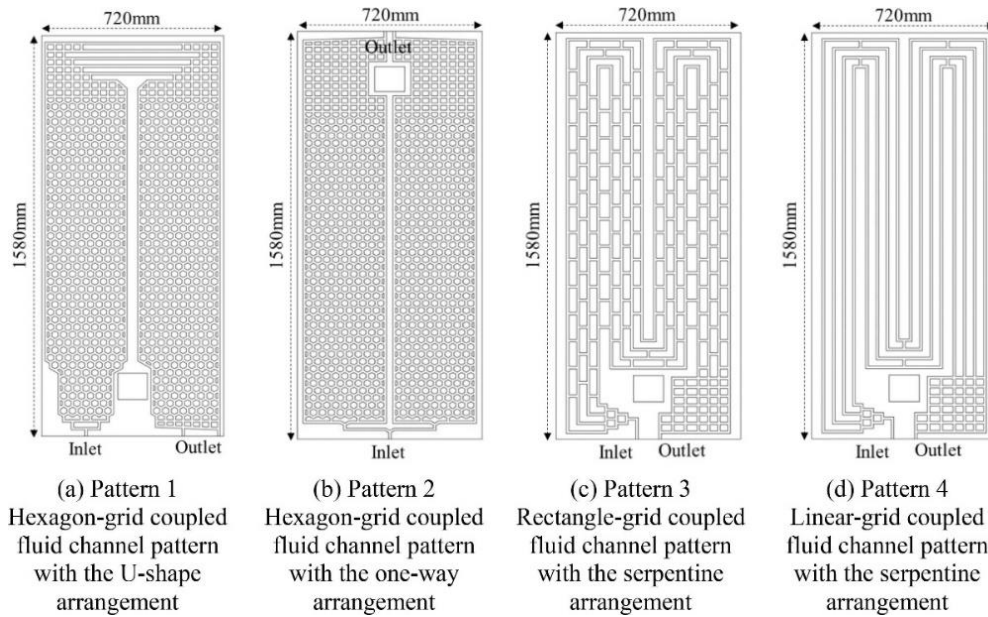 720mm
720mm
720mm
720mm
1580mm
1580mm
1580mm
1580mm
Outlet
Inlet
Outlet
Inlet
Inlet
Outlet
Inlet
Outlet
(a) Pattern 1
Hexagon-grid coupled
fluid channel pattern
with the U-shape
arrangement
(b) Pattern 2
Hexagon-grid coupled
fluid channel pattern
with the one-way
arrangement
(c) Pattern 3
Rectangle-grid coupled
fluid channel pattern
with the serpentine
arrangement
(d) Pattern 4
Linear-grid coupled
fluid channel pattern
with the serpentine
arrangement